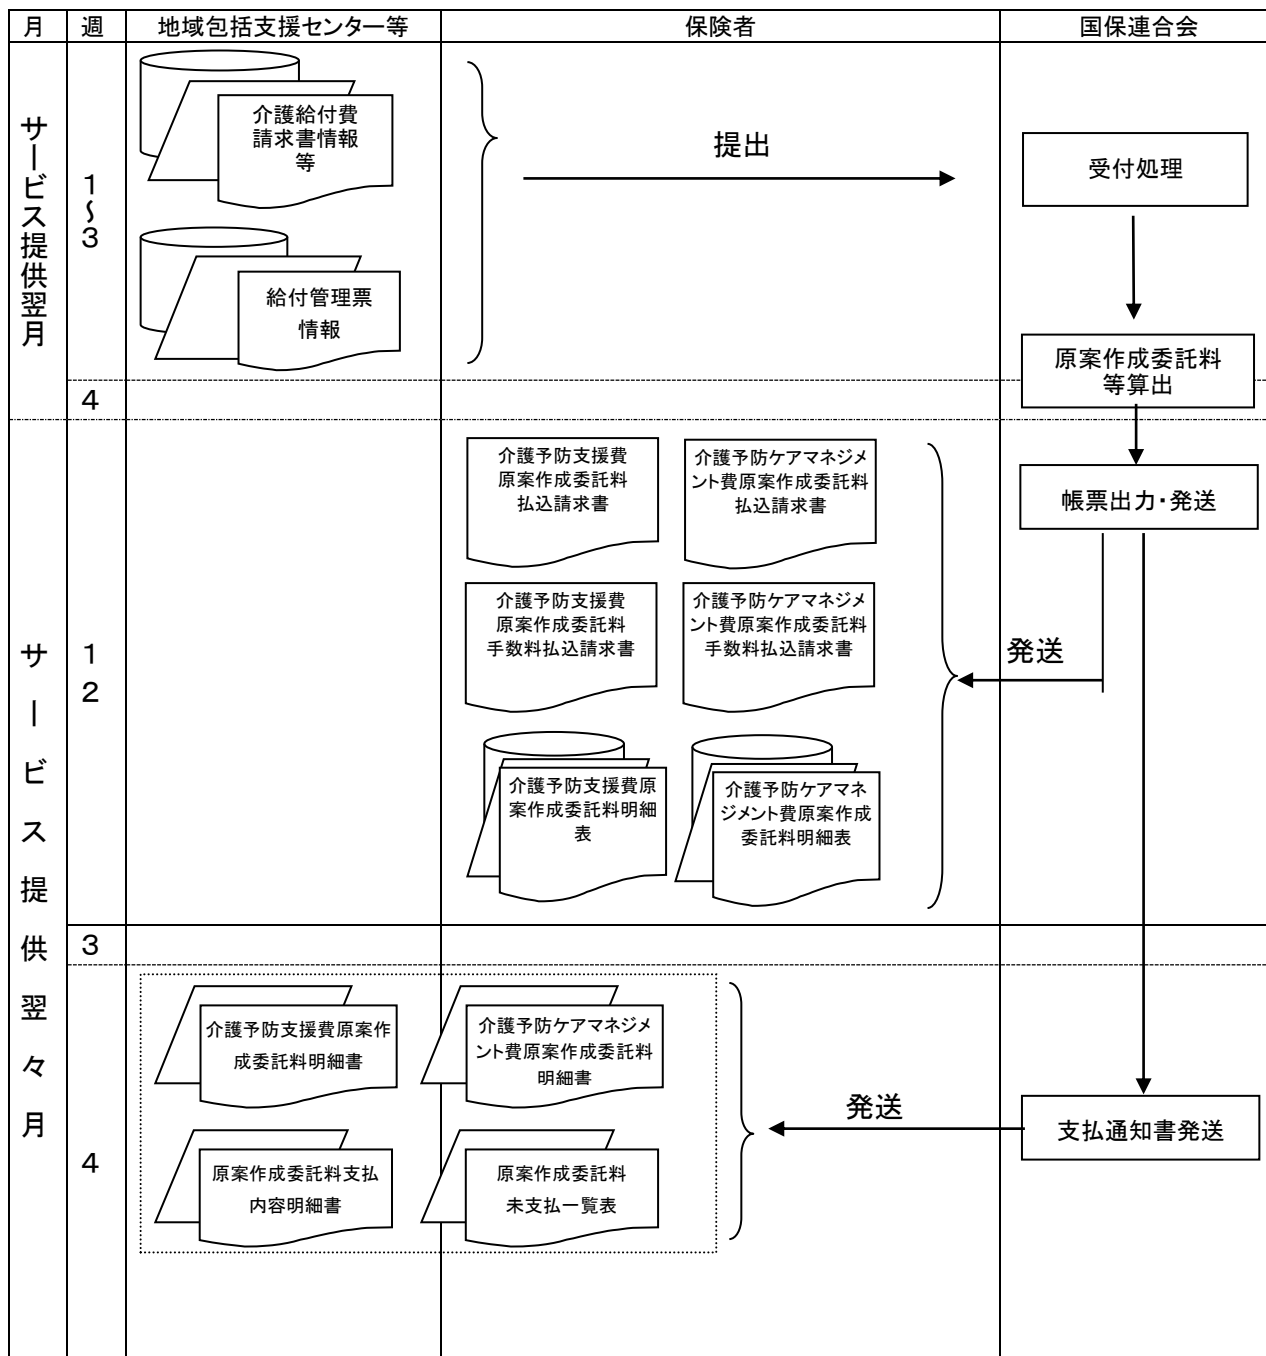 月
週
地域包括支援センター等
保険者
国保連合会
サービス提供翌月
1
～
3
介護給付費
請求書情報
等
給付管理票
情報
提出
受付処理
原案作成委託料
等算出
4
サービス提供翌々月
1
2
介護予防支援費
原案作成委託料
払込請求書
介護予防ケアマネジメ
ント費原案作成委託料
払込請求書
介護予防支援費
原案作成委託料
手数料払込請求書
介護予防ケアマネジメ
ント費原案作成委託料
手数料払込請求書
介護予防支援費原
案作成委託料明細
表
介護予防ケアマネ
ジメント費原案作成
委託料明細表
発送
帳票出力・発送
3
4
介護予防支援費原案作
成委託料明細書
介護予防ケアマネジメ
ント費原案作成委託料
明細書
原案作成委託料支払
内容明細書
原案作成委託料
未支払一覧表
発送
支払通知書発送